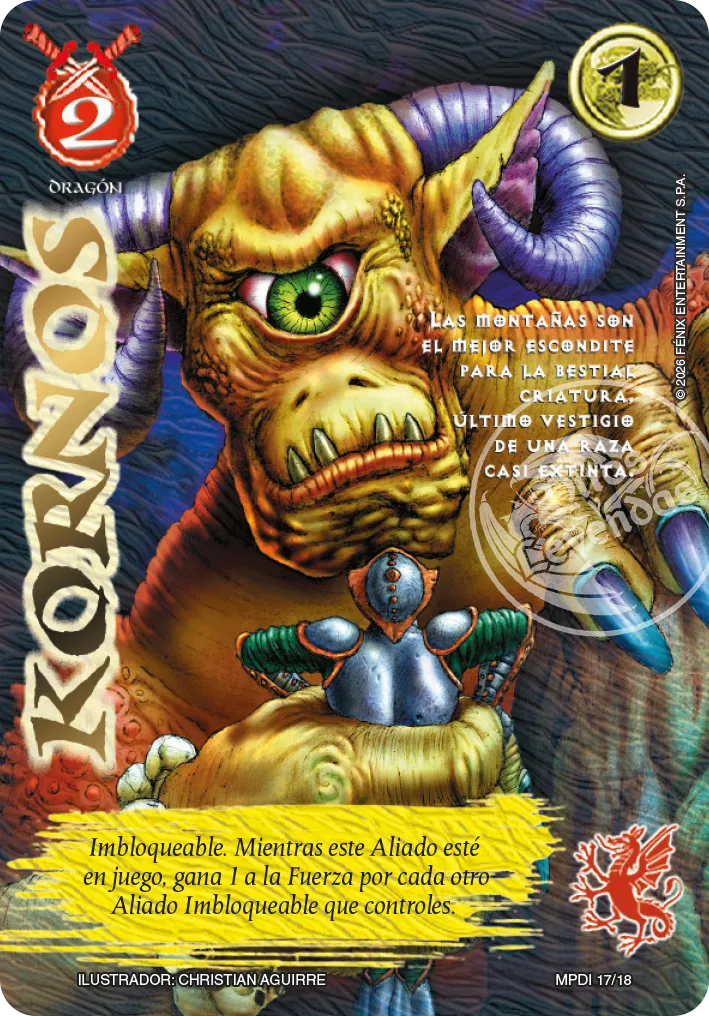 2
1
DRAGÓN
KORNOS
LAS MONTAÑAS SON
EL MEJOR ESCONDITE
PARA LA BESTIAL
CRIATURA,
ÚLTIMO VESTIGIO
DE UNA RAZA
CASI EXTINTA.
© 2026 FÉNIX ENTERTAINMENT S.P.A.
Imbloqueable. Mientras este Aliado esté
en juego, gana 1 a la Fuerza por cada otro
Aliado Imbloqueable que controles.
ILUSTRADOR: CHRISTIAN AGUIRRE
MPDI 17/18